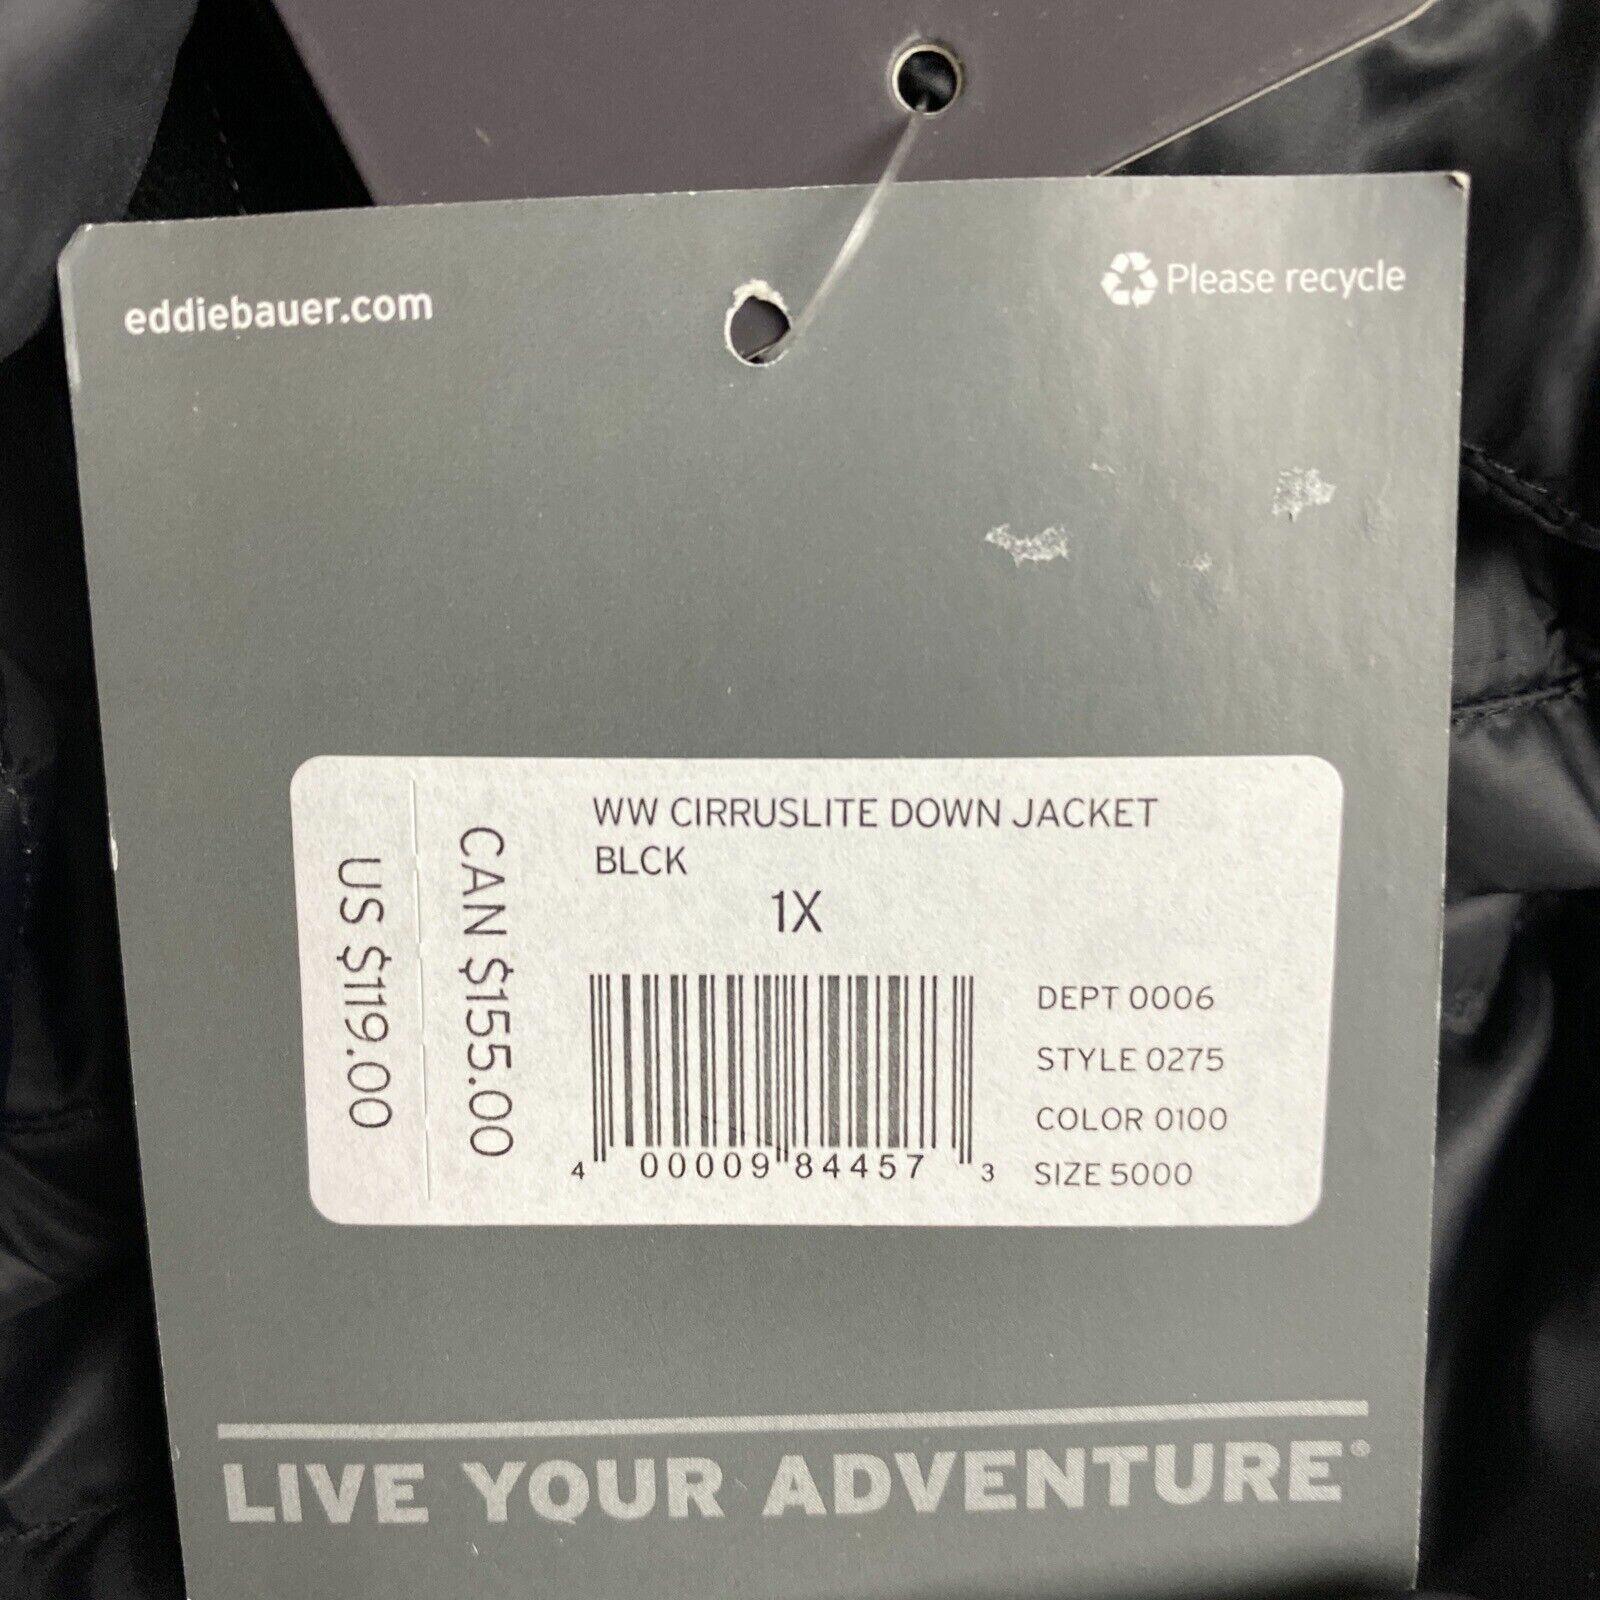 eddiebauer.com
Please recycle
WW CIRRUSLITE DOWN JACKET
BLCK
1X
US $119.00
CAN $155.00
DEPT 0006
STYLE 0275
COLOR 0100
SIZE 5000
4 00009 84457 3
LIVE YOUR ADVENTURE®